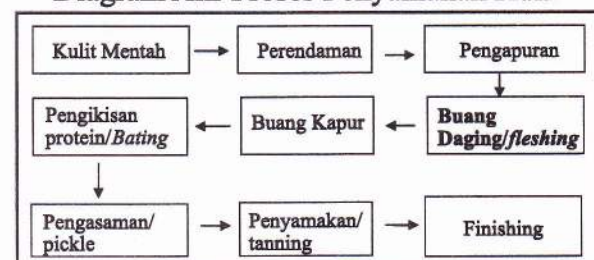 Kulit Mentah
Perendaman
Pengapuran
Buang
Daging/fleshing
Buang Kapur
Pengikisan
protein/Bating
Pengasaman/
pickle
Penyamakan/
tanning
Finishing